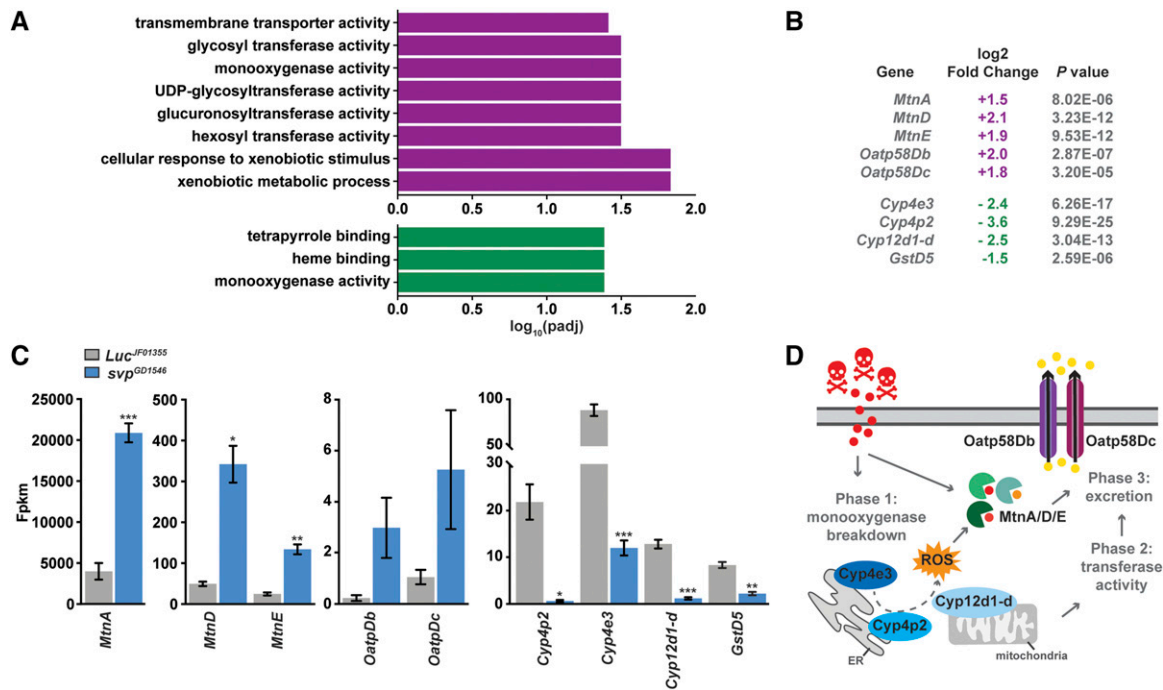 A
transmembrane transporter activity
glycosyl transferase activity
monooxygenase activity
UDP-glycosyltransferase activity
glucuronosyltransferase activity
hexosyl transferase activity
cellular response to xenobiotic stimulus
xenobiotic metabolic process
0.0 0.5 1.0 1.5 2.0
tetrapyrrole binding
heme binding
monooxygenase activity
0.0 0.5 1.0 1.5 2.0
log10(padj)
B
log2
Gene Fold Change P value
MtnA +1.5 8.02E-06
MtnD +2.1 3.23E-12
MtnE +1.9 9.53E-12
Oatp58Db +2.0 2.87E-07
Oatp58Dc +1.8 3.20E-05
Cyp4e3 - 2.4 6.26E-17
Cyp4p2 - 3.6 9.29E-25
Cyp12d1-d - 2.5 3.04E-13
GstD5 -1.5 2.59E-06
C
LucJF01355
svpGD1546
Fpkm
25000
20000
15000
10000
5000
0
***
MtnA
500
400
300
200
100
0
*
**
MtnD
MtnE
8
6
4
2
0
OatpDb
OatpDc
100
50
30
20
10
0
*
***
***
**
Cyp4p2
Cyp4e3
Cyp12d1-d
GstD5
D
Oatp58Db
Oatp58Dc
Phase 1:
monooxygenase
breakdown
MtnA/D/E
Phase 3:
excretion
ROS
Phase 2:
transferase
activity
Cyp4e3
Cyp4p2
Cyp12d1-d
ER
mitochondria